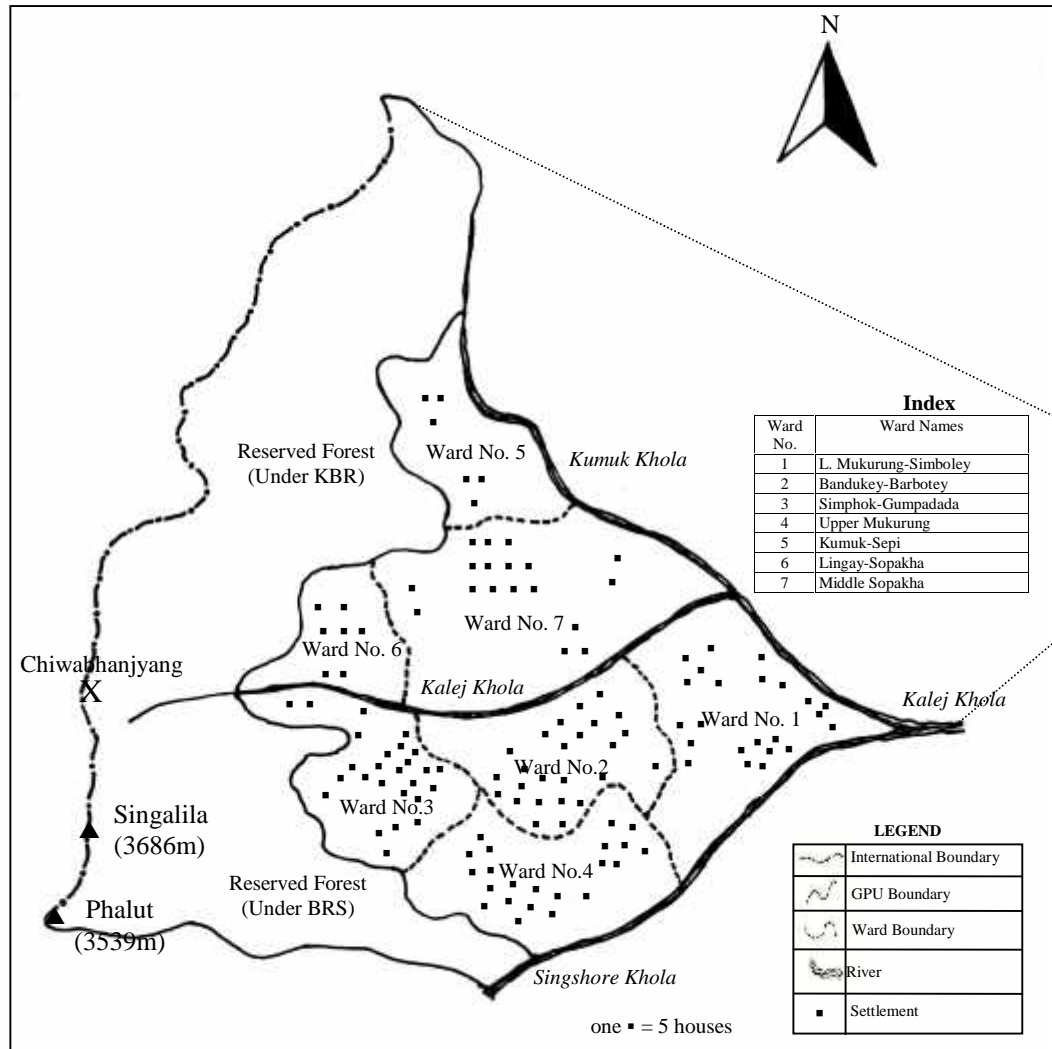 N
Index
Ward No. Ward Names
1 L. Mukurung-Simboley
2 Bandukey-Barbotey
3 Simphok-Gumpadada
4 Upper Mukurung
5 Kumuk-Sepi
6 Lingay-Sopakha
7 Middle Sopakha
Reserved Forest
(Under KBR)
Ward No. 5
Kumuk Khola
Ward No. 7
Ward No. 6
Chiwabhanjyang
X
Kalej Khola
Kalej Khola
Ward No. 1
Ward No.2
Ward No.3
Singalila
(3686m)
Ward No.4
Reserved Forest
(Under BRS)
Phalut
(3539m)
Singshore Khola
one ▪ = 5 houses
LEGEND
International Boundary
GPU Boundary
Ward Boundary
River
Settlement